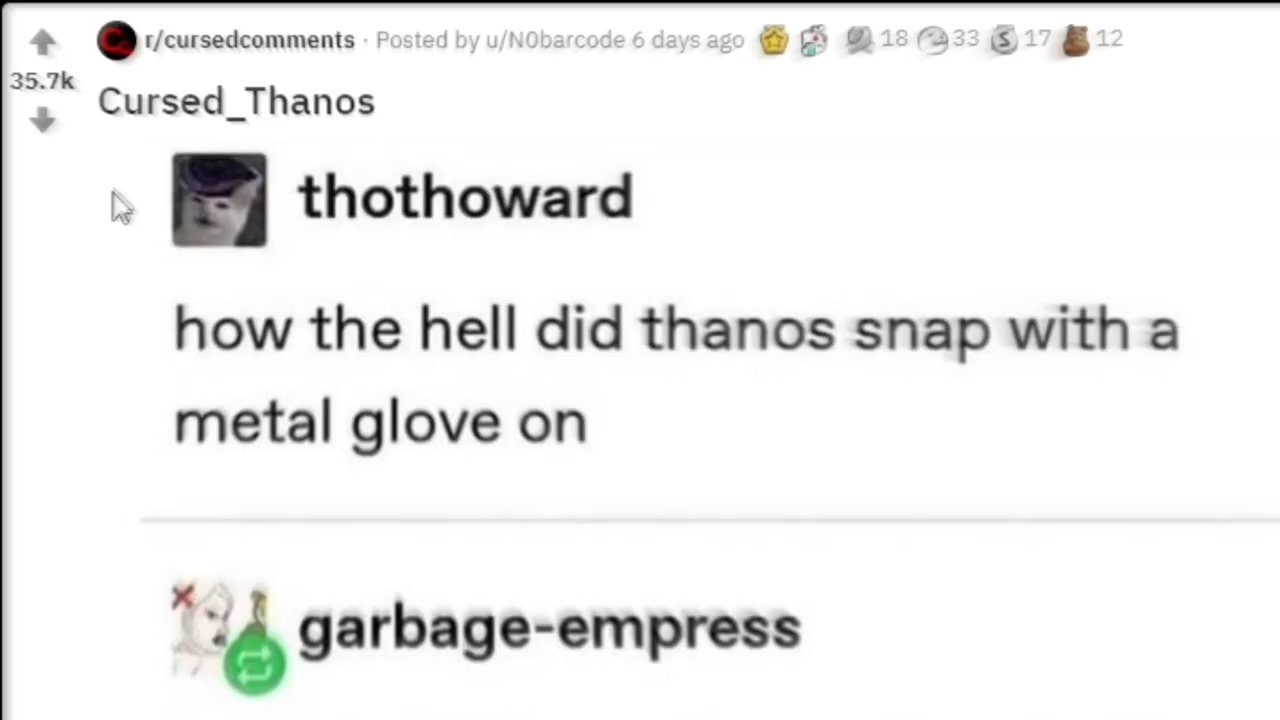 r/cursedcomments · Posted by u/N0barcode 6 days ago 18 33 17 12
35.7k
Cursed_Thanos
thothoward
how the hell did thanos snap with a
metal glove on
garbage-empress